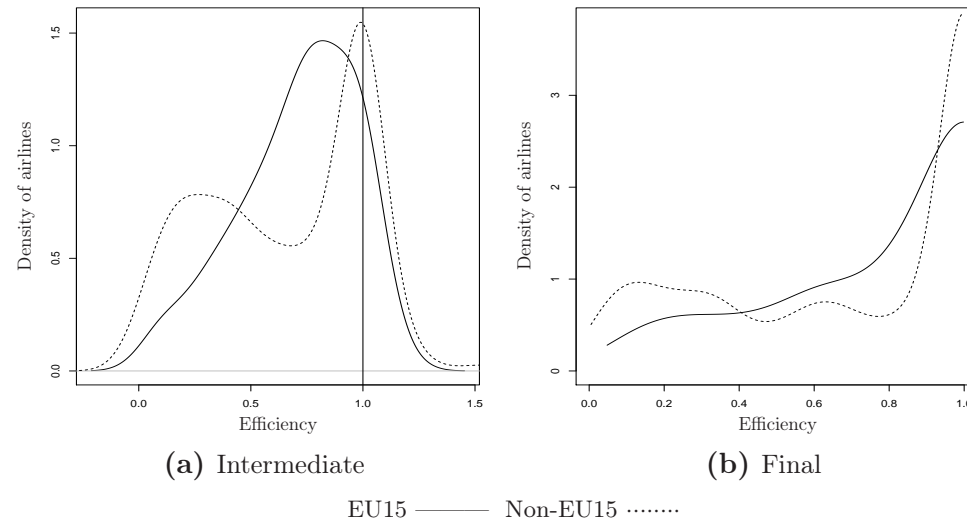 Density of airlines
1.5
1.0
0.5
0.0
0.0 0.5 1.0 1.5
Efficiency
(a) Intermediate
Density of airlines
3
2
1
0
0.0 0.2 0.4 0.6 0.8 1.0
Efficiency
(b) Final
EU15 Non-EU15